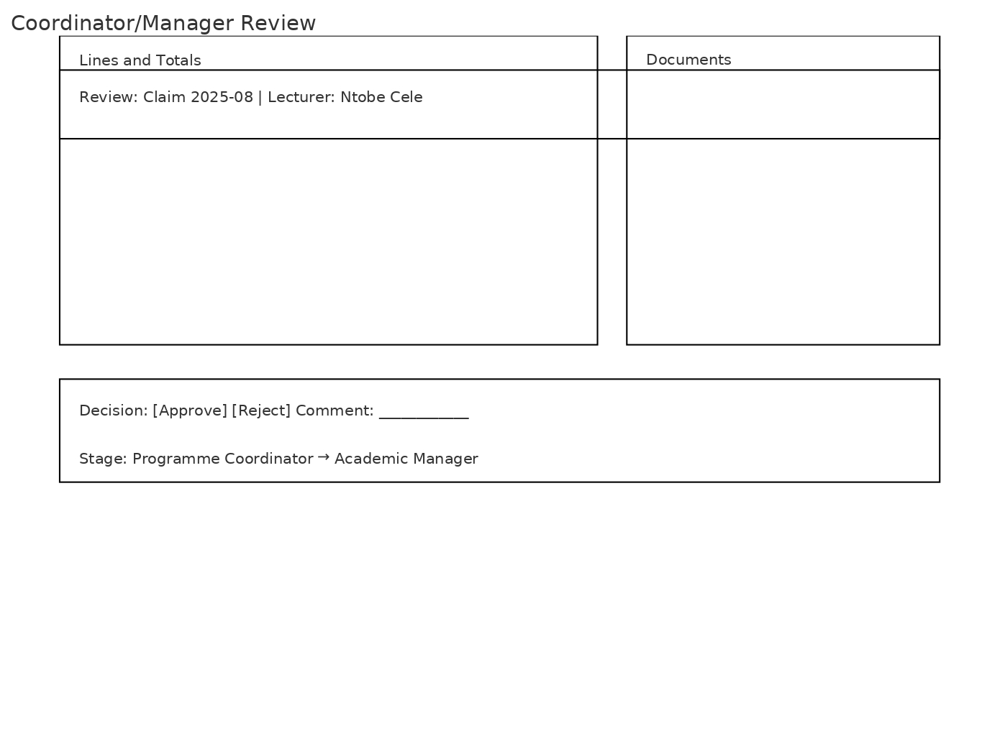 Coordinator/Manager Review
Lines and Totals
Documents
Review: Claim 2025-08 | Lecturer: Ntobe Cele
Decision: [Approve] [Reject] Comment: ____________
Stage: Programme Coordinator → Academic Manager